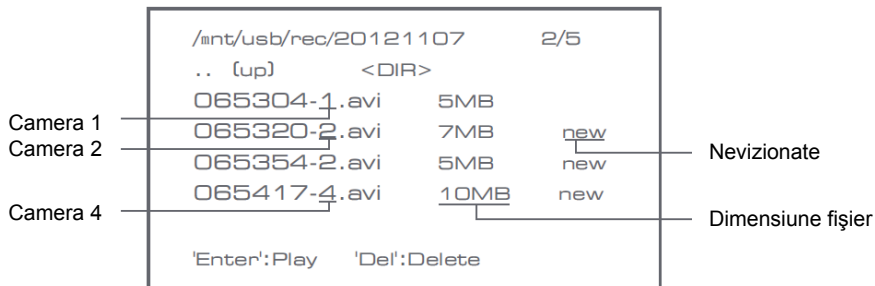 /mnt/usb/rec/20121107 2/5
.. (up) <DIR>
065304-1.avi 5MB
Camera 1
065320-2.avi 7MB new
Camera 2
Nevizionate
065354-2.avi 5MB new
065417-4.avi 10MB new
Camera 4
Dimensiune fişier
'Enter':Play 'Del':Delete